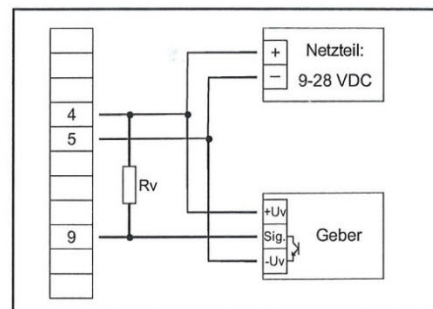 +
Netzteil:
−
9-28 VDC
4
5
Rv
+Uv
9
Sig.
Geber
-Uv